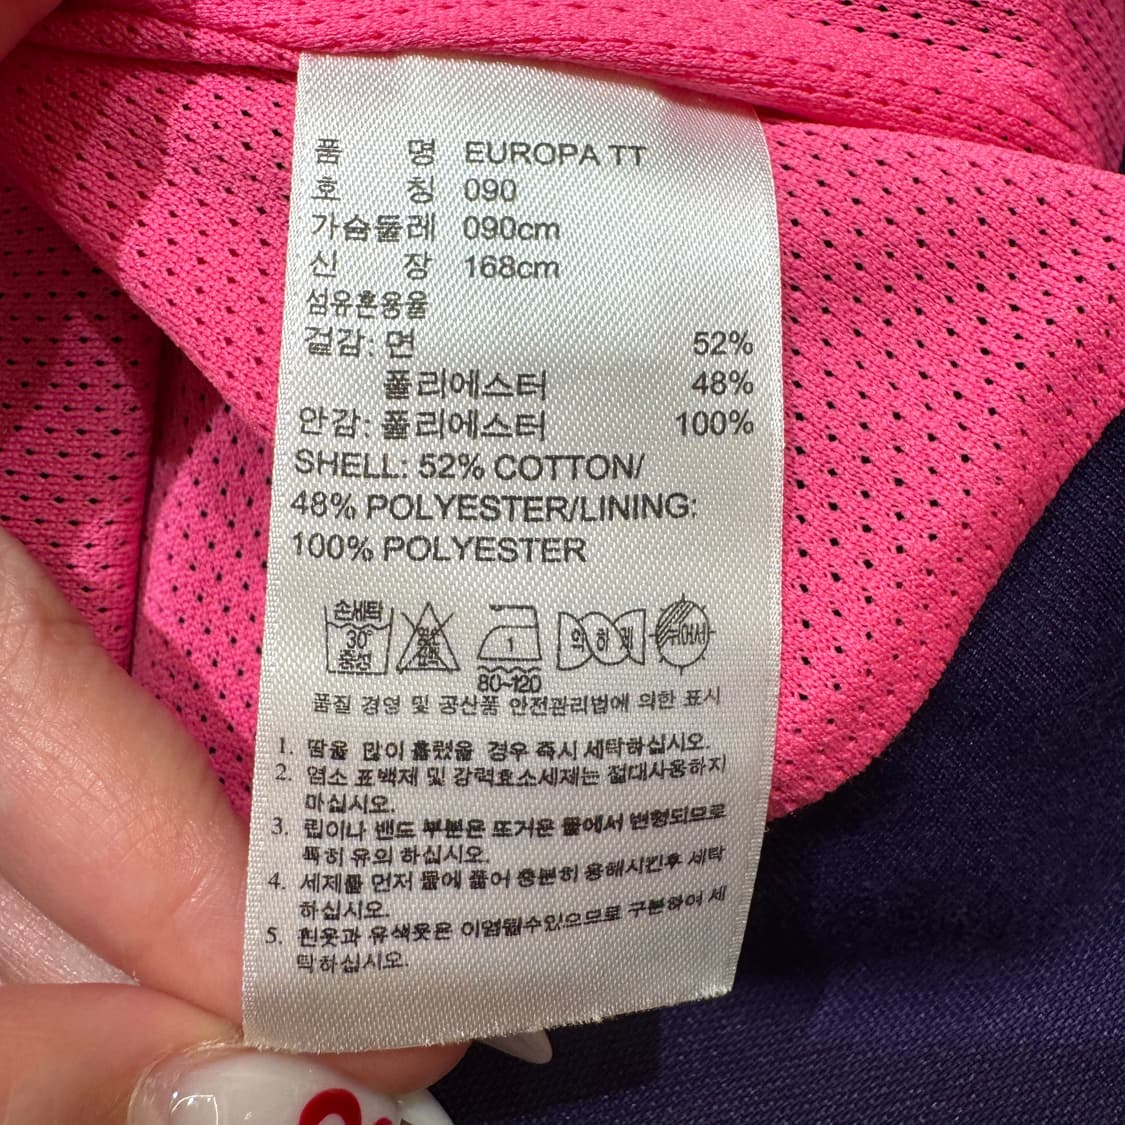 품 명 EUROPA TT
호 칭 090
가슴둘레 090cm
신 장 168cm
섬유혼용율
겉감: 면 52%
폴리에스터 48%
안감: 폴리에스터 100%
SHELL: 52% COTTON/
48% POLYESTER/LINING:
100% POLYESTER
손세탁 30° 중성
염소 표백
1 80~120
약하게
뉘어서
품질 경영 및 공산품 안전관리법에 의한 표시
1. 땀을 많이 흘렸을 경우 즉시 세탁하십시오.
2. 염소 표백제 및 강력효소세제는 절대사용하지
마십시오.
3. 립이나 밴드 부분은 뜨거운 물에서 변형되므로
특히 유의 하십시오.
4. 세제를 먼저 물에 풀어 충분히 용해시킨후 세탁
하십시오.
5. 흰옷과 유색옷은 이염될수있으므로 구분하여 세
탁하십시오.